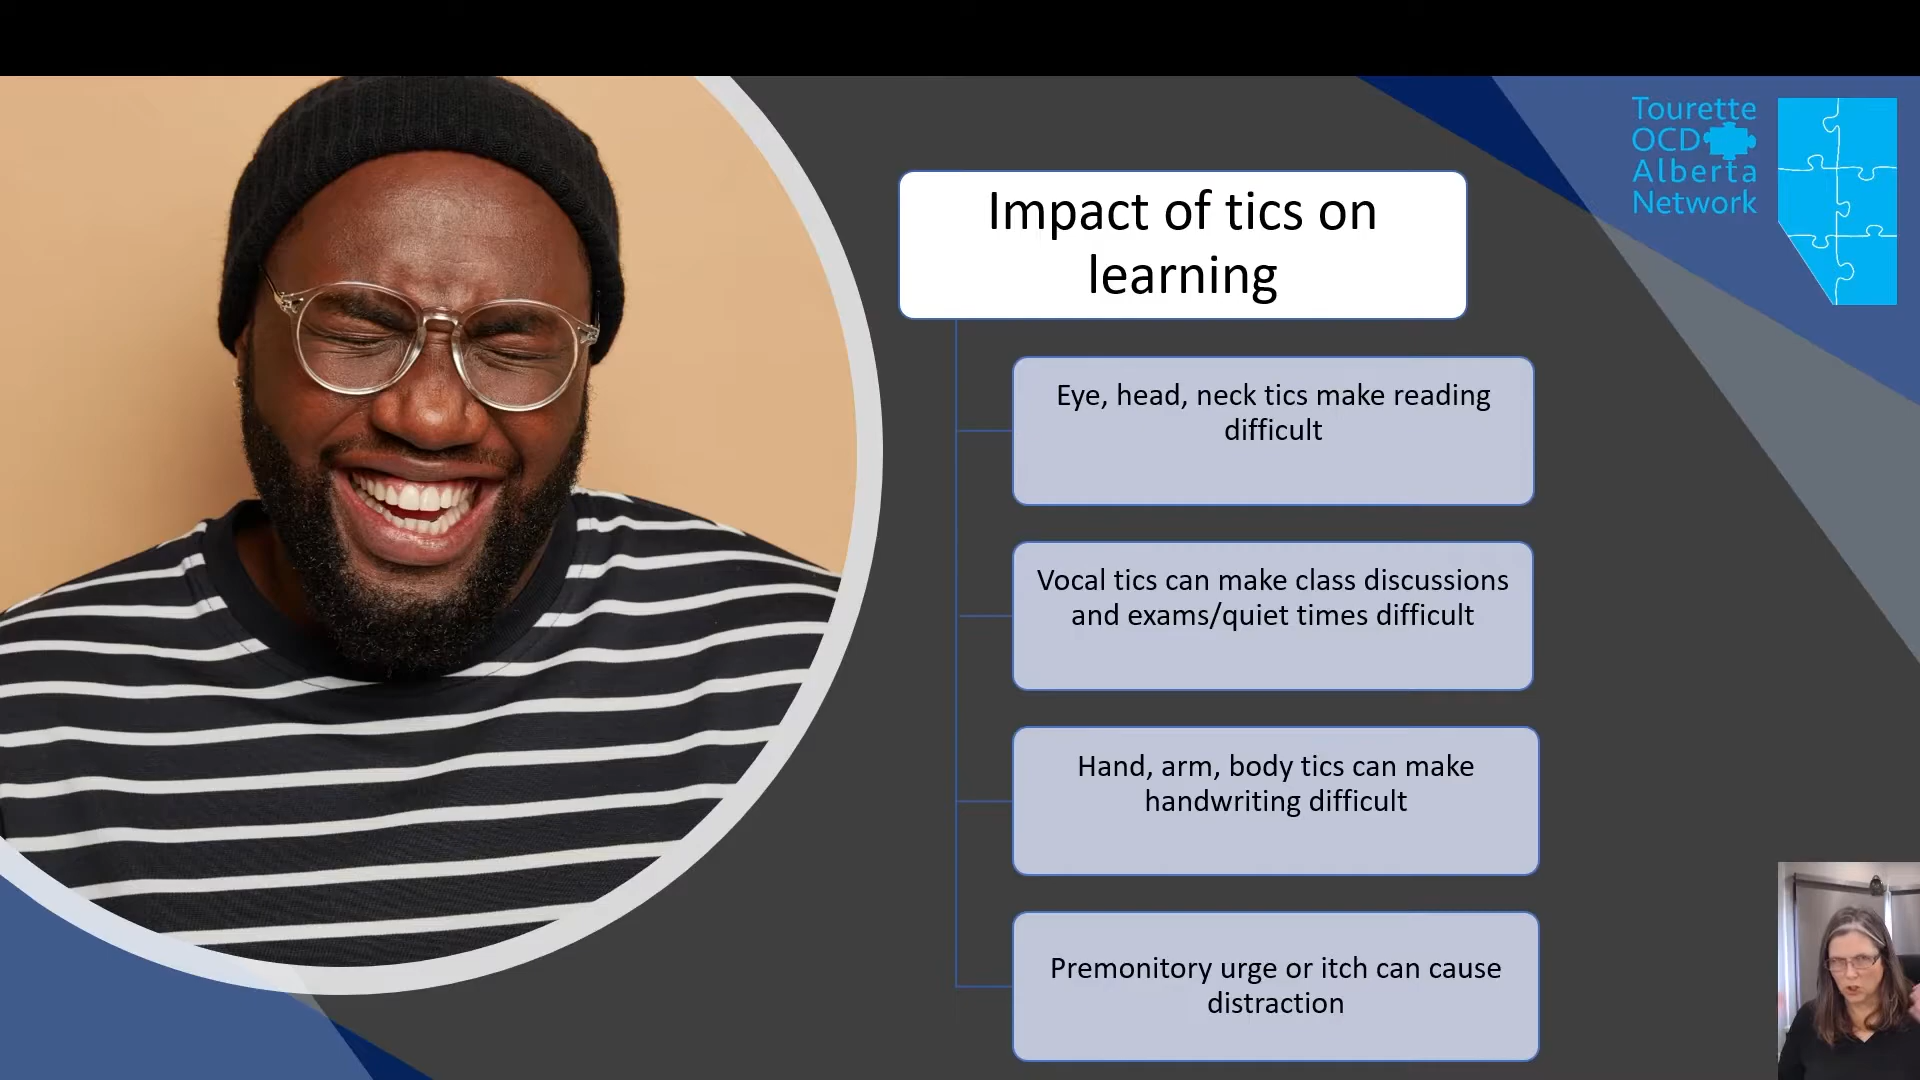 Tourette
OCD
Alberta
Network
Impact of tics on
learning
Eye, head, neck tics make reading
difficult
Vocal tics can make class discussions
and exams/quiet times difficult
Hand, arm, body tics can make
handwriting difficult
Premonitory urge or itch can cause
distraction